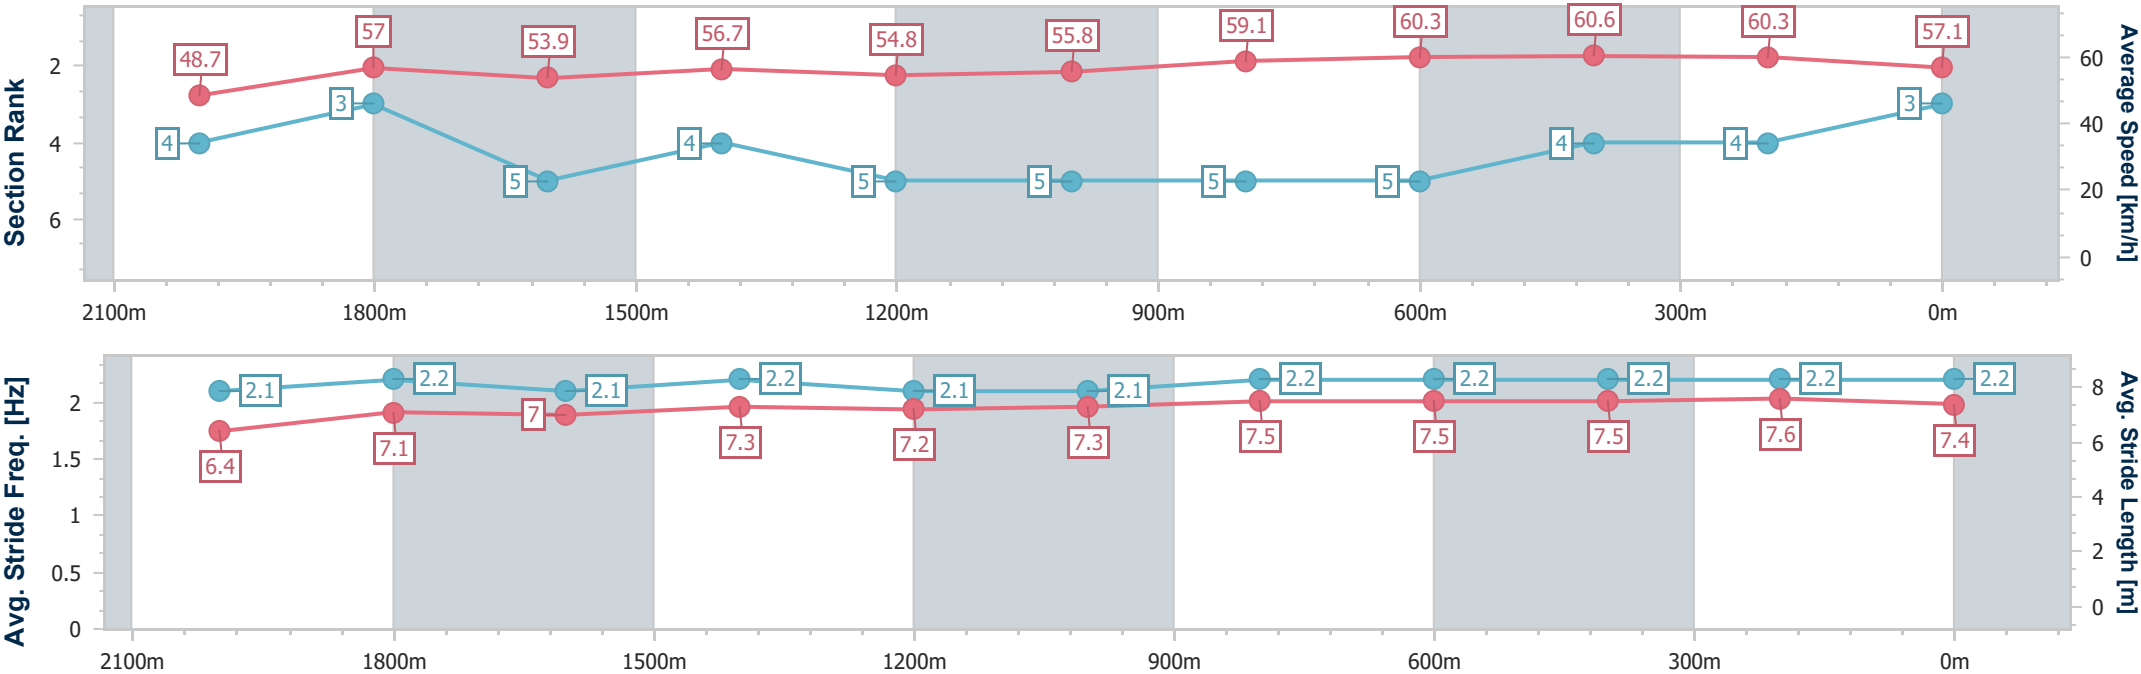 48.7 57 53.9 56.7 54.8 55.8 59.1 60.3 60.6 60.3 57.1
4 3 5 4 5 5 5 5 4 4 3
Section Rank
2
4
6
Average Speed [km/h]
60
40
20
0
2100m 1800m 1500m 1200m 900m 600m 300m 0m
2.1 2.2 2.1 2.2 2.1 2.1 2.2 2.2 2.2 2.2 2.2
6.4 7.1 7 7.3 7.2 7.3 7.5 7.5 7.5 7.6 7.4
Avg. Stride Freq. [Hz]
2
1.5
1
0.5
0
Avg. Stride Length [m]
8
6
4
2
0
2100m 1800m 1500m 1200m 900m 600m 300m 0m